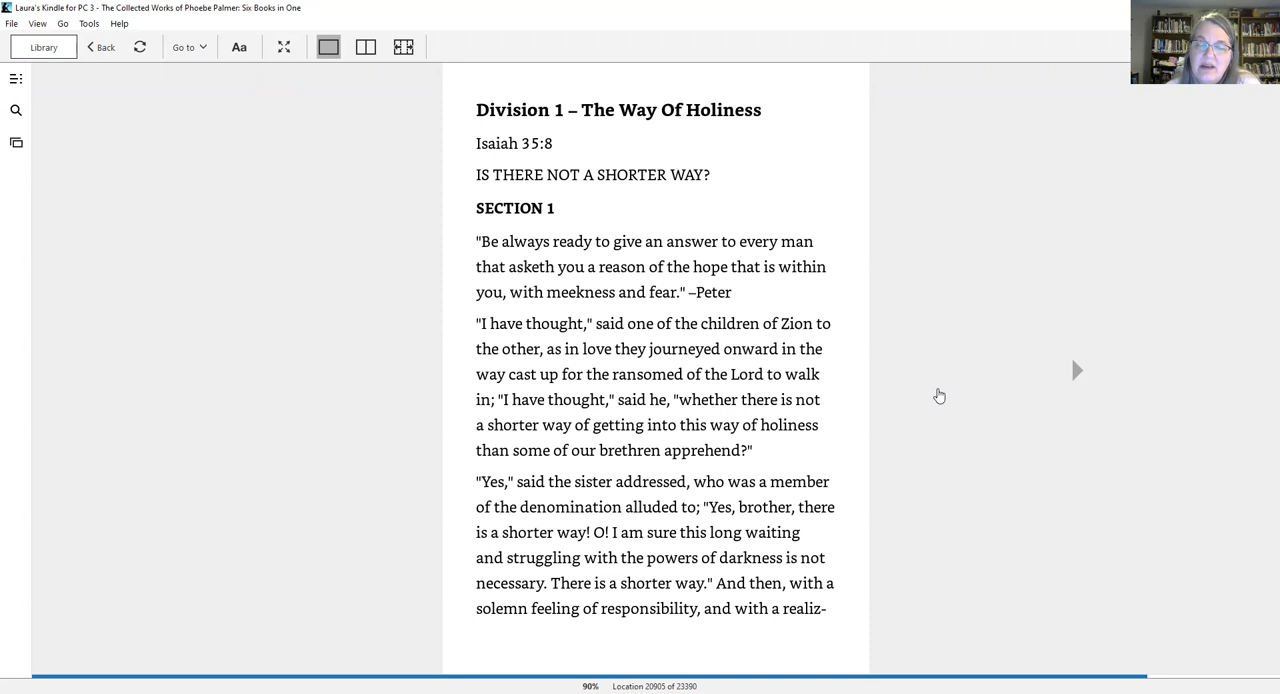 Laura's Kindle for PC 3 - The Collected Works of Phoebe Palmer: Six Books in One
File View Go Tools Help
Library Back Go to Aa
Division 1 – The Way Of Holiness
Isaiah 35:8
IS THERE NOT A SHORTER WAY?
SECTION 1
"Be always ready to give an answer to every man
that asketh you a reason of the hope that is within
you, with meekness and fear." –Peter
"I have thought," said one of the children of Zion to
the other, as in love they journeyed onward in the
way cast up for the ransomed of the Lord to walk
in; "I have thought," said he, "whether there is not
a shorter way of getting into this way of holiness
than some of our brethren apprehend?"
"Yes," said the sister addressed, who was a member
of the denomination alluded to; "Yes, brother, there
is a shorter way! O! I am sure this long waiting
and struggling with the powers of darkness is not
necessary. There is a shorter way." And then, with a
solemn feeling of responsibility, and with a realiz-
90% Location 20905 of 23390